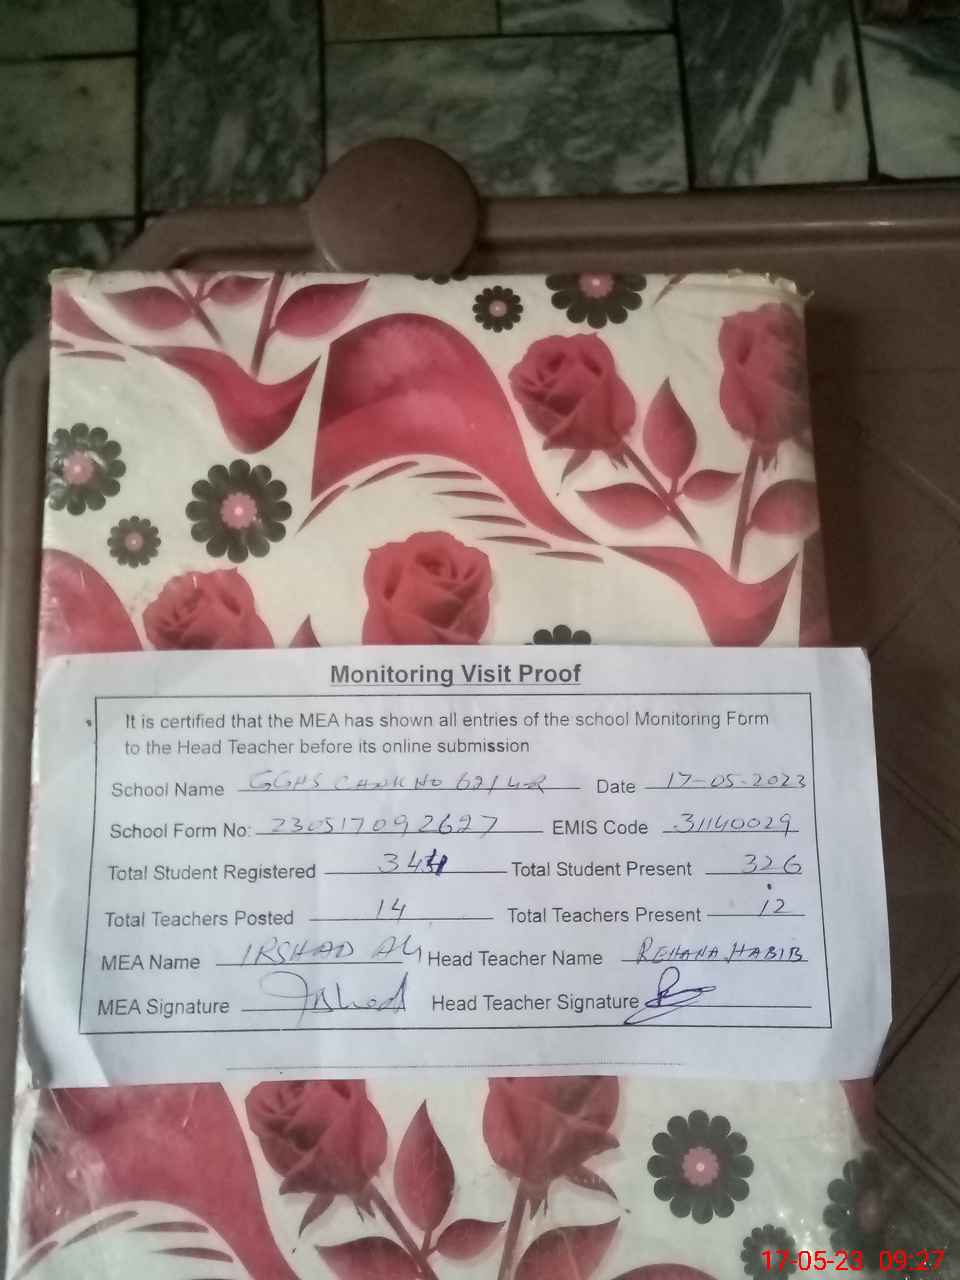 Monitoring Visit Proof
It is certified that the MEA has shown all entries of the school Monitoring Form
to the Head Teacher before its online submission
School Name GGHS CHAK NO 62/4-R Date 17-05-2023
School Form No: 230517092627 EMIS Code 31140029
Total Student Registered 344 Total Student Present 326
Total Teachers Posted 14 Total Teachers Present 12
MEA Name IRSHAD Ali Head Teacher Name REHANA HABIB
MEA Signature Irshad Head Teacher Signature
17-05-23 09:27